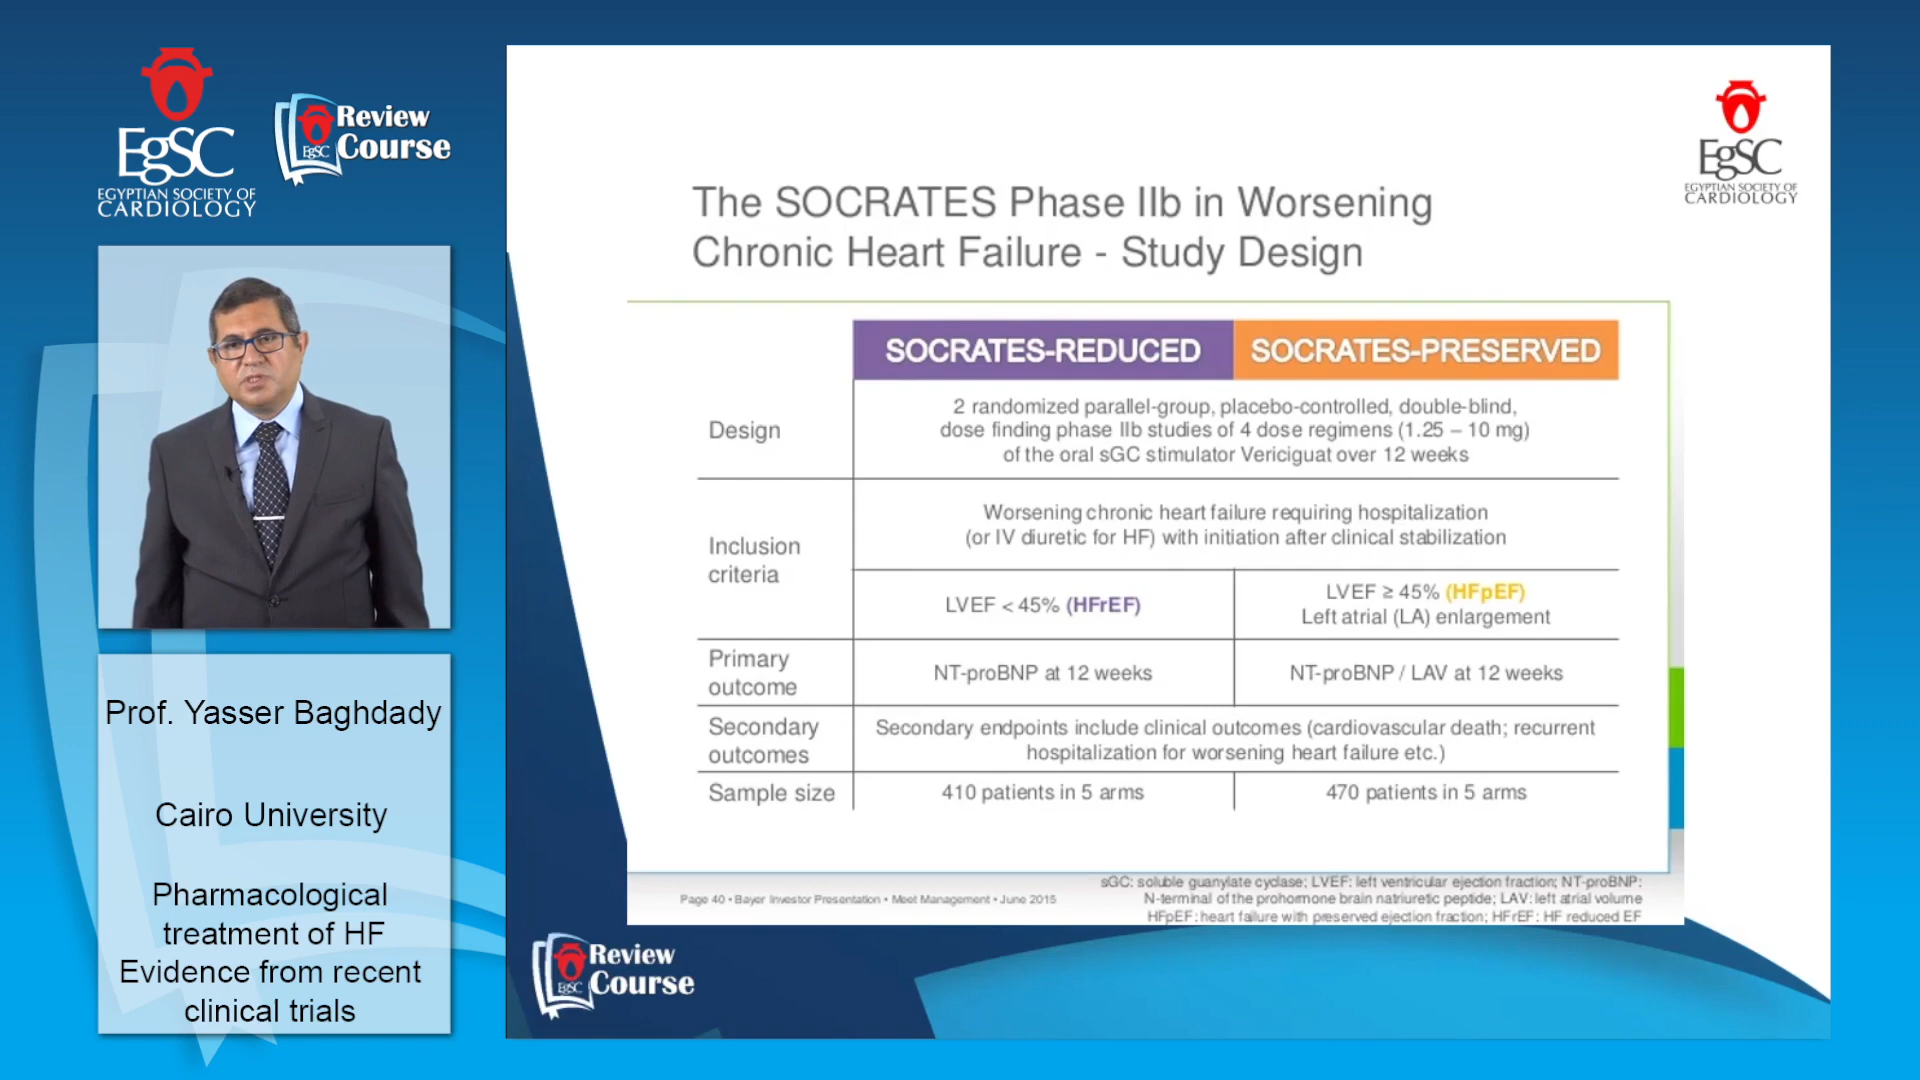 EgSC
EGYPTIAN SOCIETY OF
CARDIOLOGY
EgSC
Review
Course
Prof. Yasser Baghdady
Cairo University
Pharmacological
treatment of HF
Evidence from recent
clinical trials
EgSC
EGYPTIAN SOCIETY OF
CARDIOLOGY
The SOCRATES Phase IIb in Worsening
Chronic Heart Failure - Study Design
SOCRATES-REDUCED
SOCRATES-PRESERVED
Design
2 randomized parallel-group, placebo-controlled, double-blind,
dose finding phase IIb studies of 4 dose regimens (1.25 – 10 mg)
of the oral sGC stimulator Vericiguat over 12 weeks
Inclusion
criteria
Worsening chronic heart failure requiring hospitalization
(or IV diuretic for HF) with initiation after clinical stabilization
LVEF < 45% (HFrEF)
LVEF ≥ 45% (HFpEF)
Left atrial (LA) enlargement
Primary
outcome
NT-proBNP at 12 weeks
NT-proBNP / LAV at 12 weeks
Secondary
outcomes
Secondary endpoints include clinical outcomes (cardiovascular death; recurrent
hospitalization for worsening heart failure etc.)
Sample size
410 patients in 5 arms
470 patients in 5 arms
Page 40 • Bayer Investor Presentation • Meet Management • June 2015
sGC: soluble guanylate cyclase; LVEF: left ventricular ejection fraction; NT-proBNP:
N-terminal of the prohormone brain natriuretic peptide; LAV: left atrial volume
HFpEF: heart failure with preserved ejection fraction; HFrEF: HF reduced EF
EgSC
Review
Course